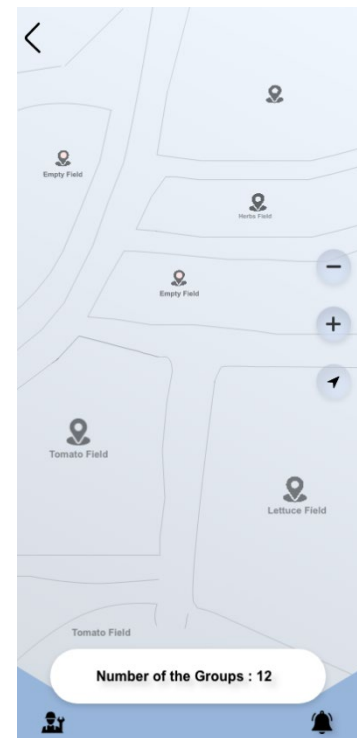 Empty Field
Herbs Field
Empty Field
Tomato Field
Lettuce Field
Tomato Field
Number of the Groups : 12